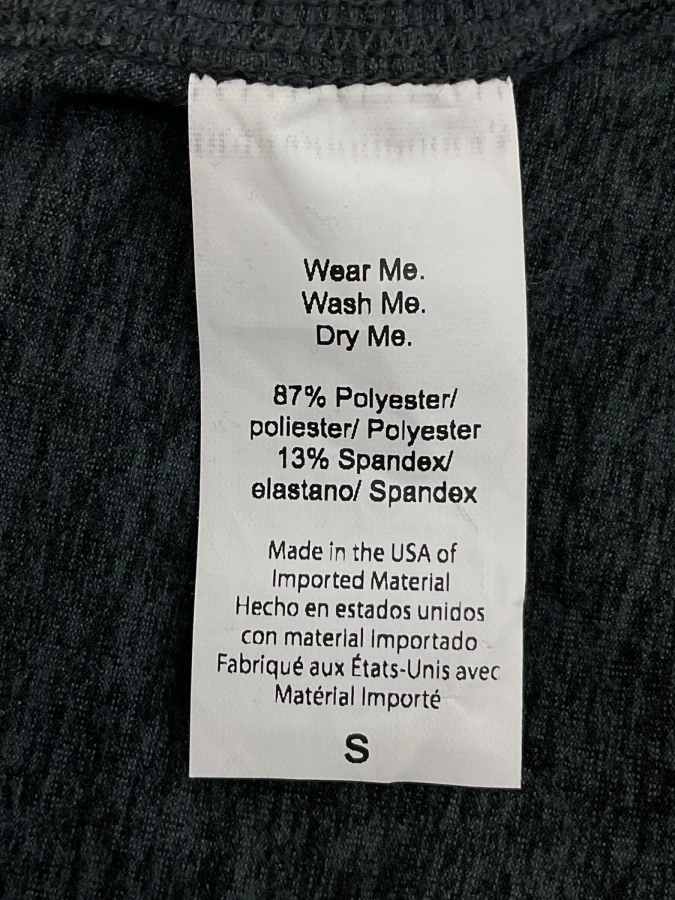 Wear Me.
Wash Me.
Dry Me.
87% Polyester/
poliester/ Polyester
13% Spandex/
elastano/ Spandex
Made in the USA of
Imported Material
Hecho en estados unidos
con material Importado
Fabriqué aux États-Unis avec
Matérial Importé
S